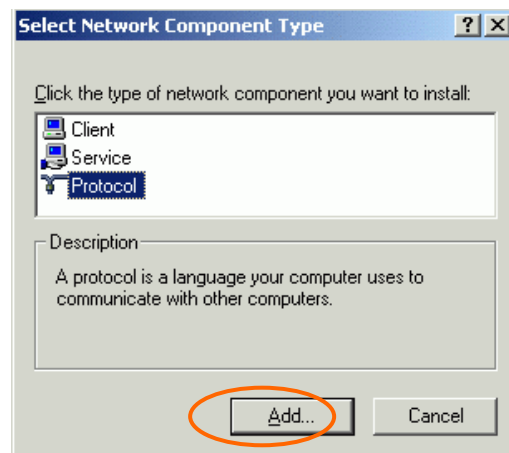 Select Network Component Type
Click the type of network component you want to install:
Client
Service
Protocol
Description
A protocol is a language your computer uses to
communicate with other computers.
Add...
Cancel